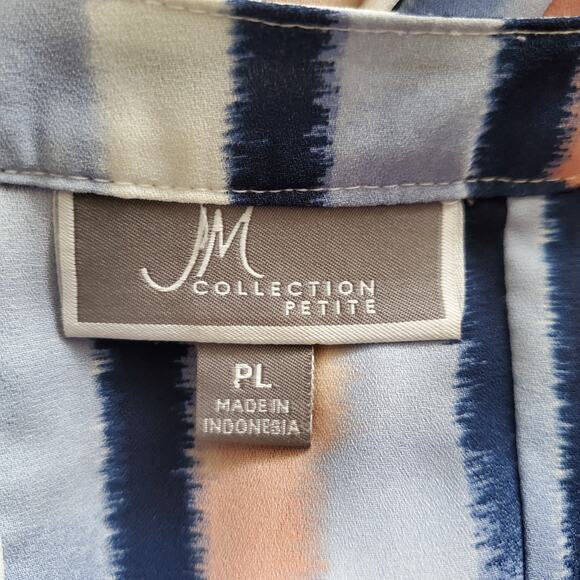 JM
COLLECTION
PETITE
PL
MADE IN
INDONESIA